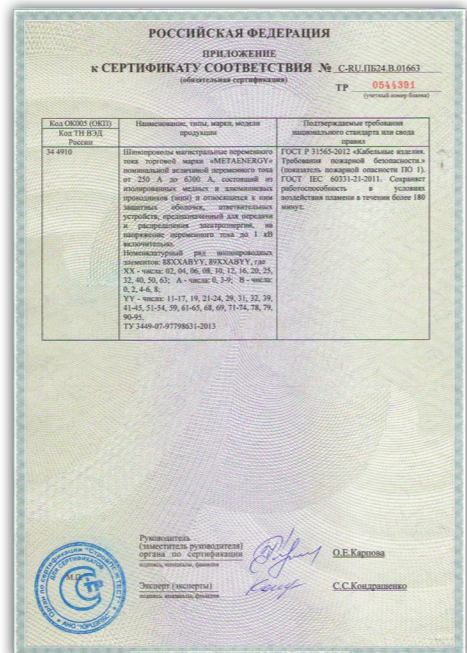 РОССИЙСКАЯ ФЕДЕРАЦИЯ
ПРИЛОЖЕНИЕ
к СЕРТИФИКАТУ СООТВЕТСТВИЯ № C-RU.ПБ24.В.01663
(обязательная сертификация)
ТР 0544391
(учетный номер бланка)
Код ОК005 (ОКП)
Код ТН ВЭД
России
Наименование, типы, марки, модели
продукции
Подтверждаемые требования
национального стандарта или свода
правил
34 4910
Шинопроводы магистральные переменного
тока торговой марки «METAENERGY»
номинальной величиной переменного тока
от 250 А до 6300 А, состоящий из
изолированных медных и алюминиевых
проводников (шин) и относящихся к ним
защитных оболочек, ответвительных
устройств, предназначенный для передачи
и распределения электроэнергии, на
напряжение переменного тока до 1 кВ
включительно.
Номенклатурный ряд шинопроводных
элементов: 88XXABYY, 89XXABYY, где
XX - числа: 02, 04, 06, 08, 10, 12, 16, 20, 25,
32, 40, 50, 63; А - числа: 0, 3-9; В - числа:
0, 2, 4-6, 8;
YY - числа: 11-17, 19, 21-24, 29, 31, 32, 39,
41-45, 51-54, 59, 61-65, 68, 69, 71-74, 78, 79,
90-95.
ТУ 3449-07-97798631-2013
ГОСТ Р 31565-2012 «Кабельные изделия.
Требования пожарной безопасности.»
(показатель пожарной опасности ПО 1).
ГОСТ IEC 60331-21-2011. Сохраняет
работоспособность в условиях
воздействия пламени в течении более 180
минут.
Руководитель
(заместитель руководителя)
органа по сертификации
подпись, инициалы, фамилия
О.Е.Карпова
М.П.
Эксперт (эксперты)
подпись, инициалы, фамилия
С.С.Кондрашенко
ДЛЯ СЕРТИФИКАТОВ